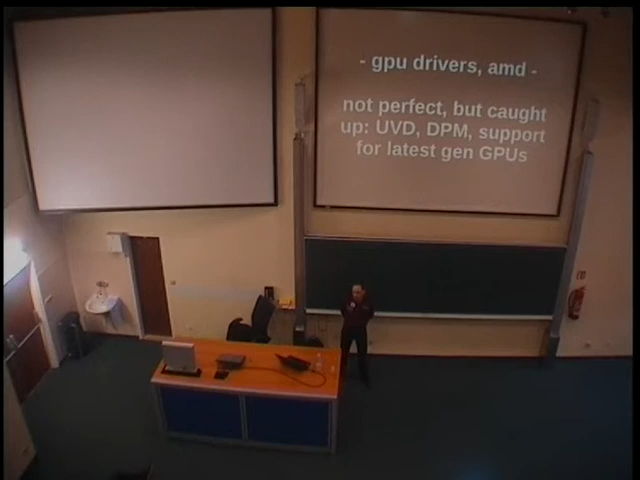 - gpu drivers, amd -
not perfect, but caught
up: UVD, DPM, support
for latest gen GPUs